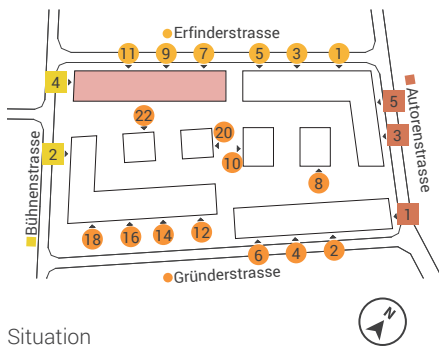 Erfinderstrasse
11 9 7 5 3 1
4
5
22 20
3
2
10
8
Autorenstrasse
Bühnenstrasse
1
18 16 14 12
6 4 2
Gründerstrasse
N
Situation